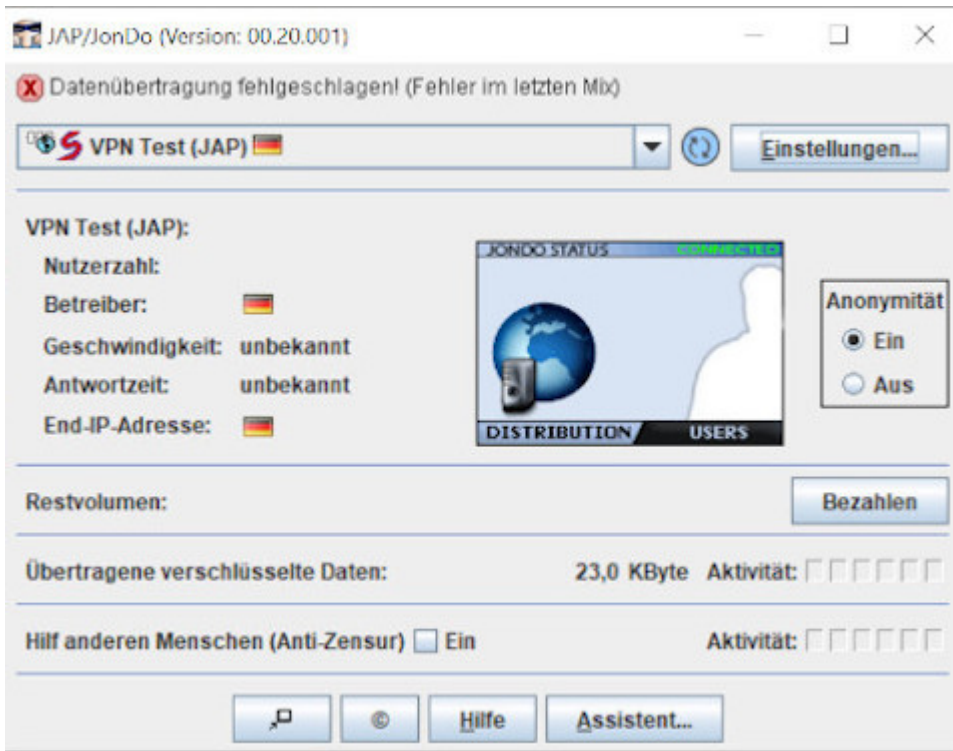 JAP/JonDo (Version: 00.20.001)
Datenübertragung fehlgeschlagen! (Fehler im letzten Mix)
VPN Test (JAP)
Einstellungen...
VPN Test (JAP):
Nutzerzahl:
Betreiber:
Geschwindigkeit: unbekannt
Antwortzeit: unbekannt
End-IP-Adresse:
JONDO STATUS CONNECTED
DISTRIBUTION USERS
Anonymität
Ein
Aus
Restvolumen:
Bezahlen
Übertragene verschlüsselte Daten: 23,0 KByte Aktivität:
Hilf anderen Menschen (Anti-Zensur) Ein Aktivität:
© Hilfe Assistent...